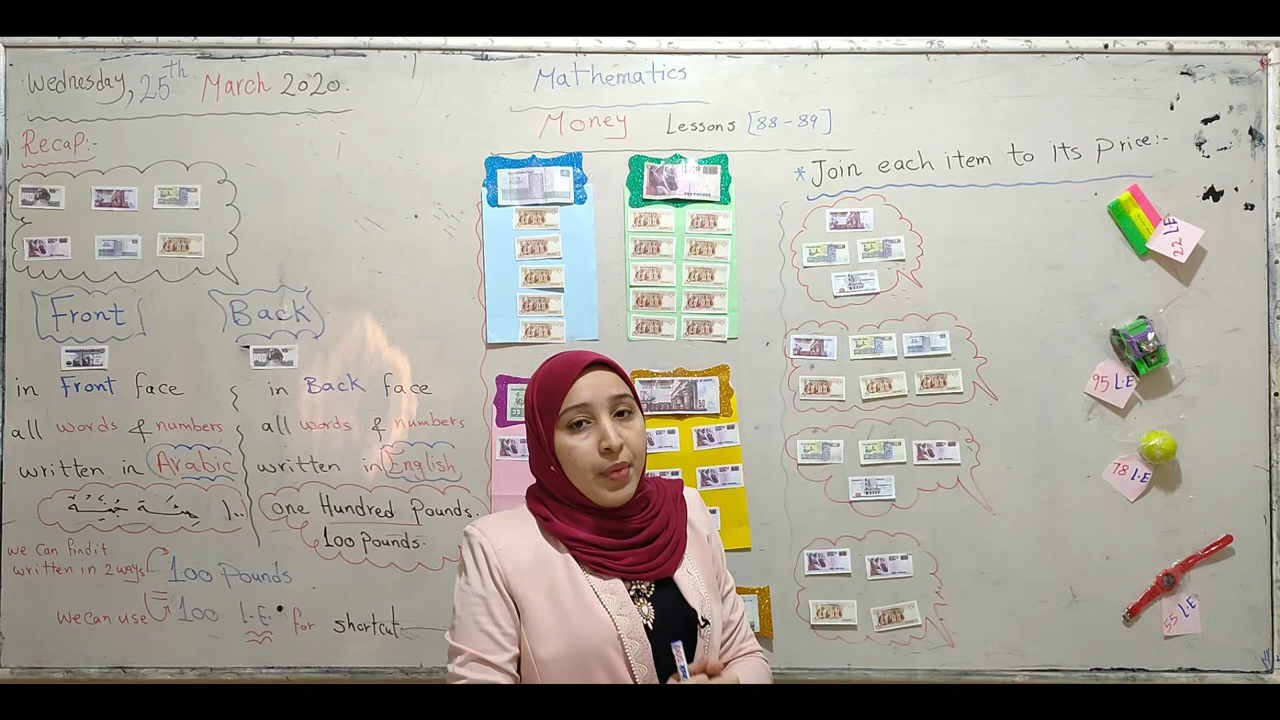 Wednesday, 25th March 2020.
Mathematics
Money Lessons [88-89]
Recap:-
Front
Back
in Front face
all words & numbers
written in Arabic
in Back face
all words & numbers
written in English
one Hundred Pounds.
100 Pounds.
we can find it
written in 2 ways
100 Pounds
we can use 100 L.E. for shortcut
*Join each item to its Price:-
22 L.E
95 L.E
78 L.E
55 L.E